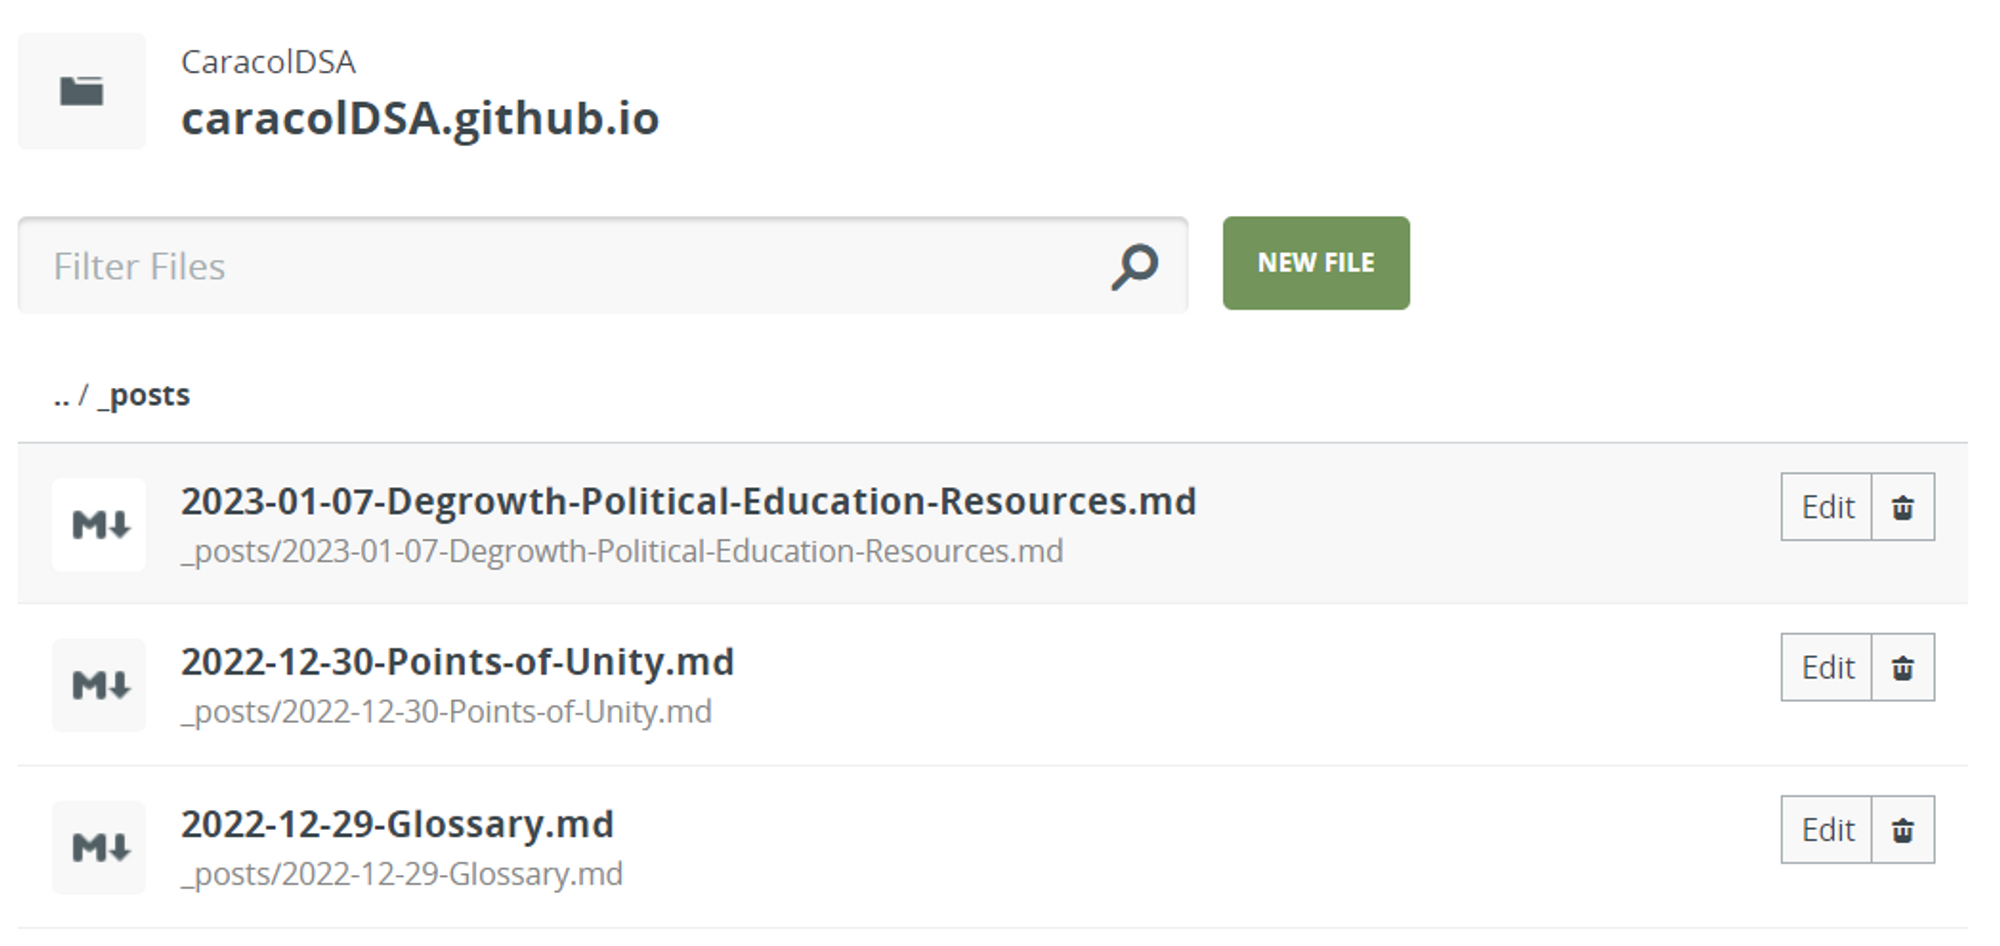 CaracolDSA
caracolDSA.github.io
Filter Files
NEW FILE
.. / _posts
2023-01-07-Degrowth-Political-Education-Resources.md
Edit
_posts/2023-01-07-Degrowth-Political-Education-Resources.md
2022-12-30-Points-of-Unity.md
Edit
_posts/2022-12-30-Points-of-Unity.md
2022-12-29-Glossary.md
Edit
_posts/2022-12-29-Glossary.md